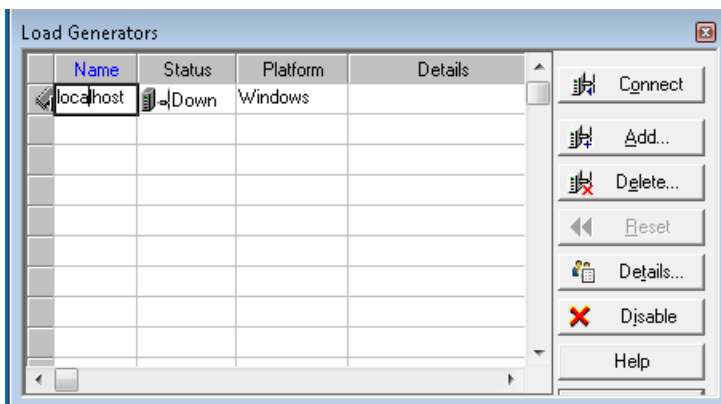 Load Generators
Name Status Platform Details
localhost Down Windows
Connect
Add...
Delete...
Reset
Details...
Disable
Help